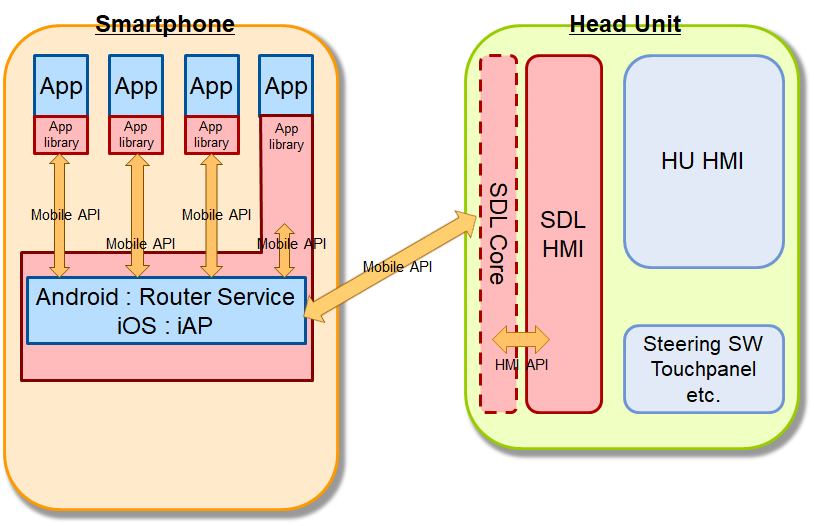 Smartphone
App
App
App
App
App
library
App
library
App
library
App
library
Mobile API
Mobile API
Mobile API
Mobile API
Android : Router Service
iOS : iAP
Mobile API
Head Unit
SDL Core
SDL
HMI
HMI API
HU HMI
Steering SW
Touchpanel
etc.